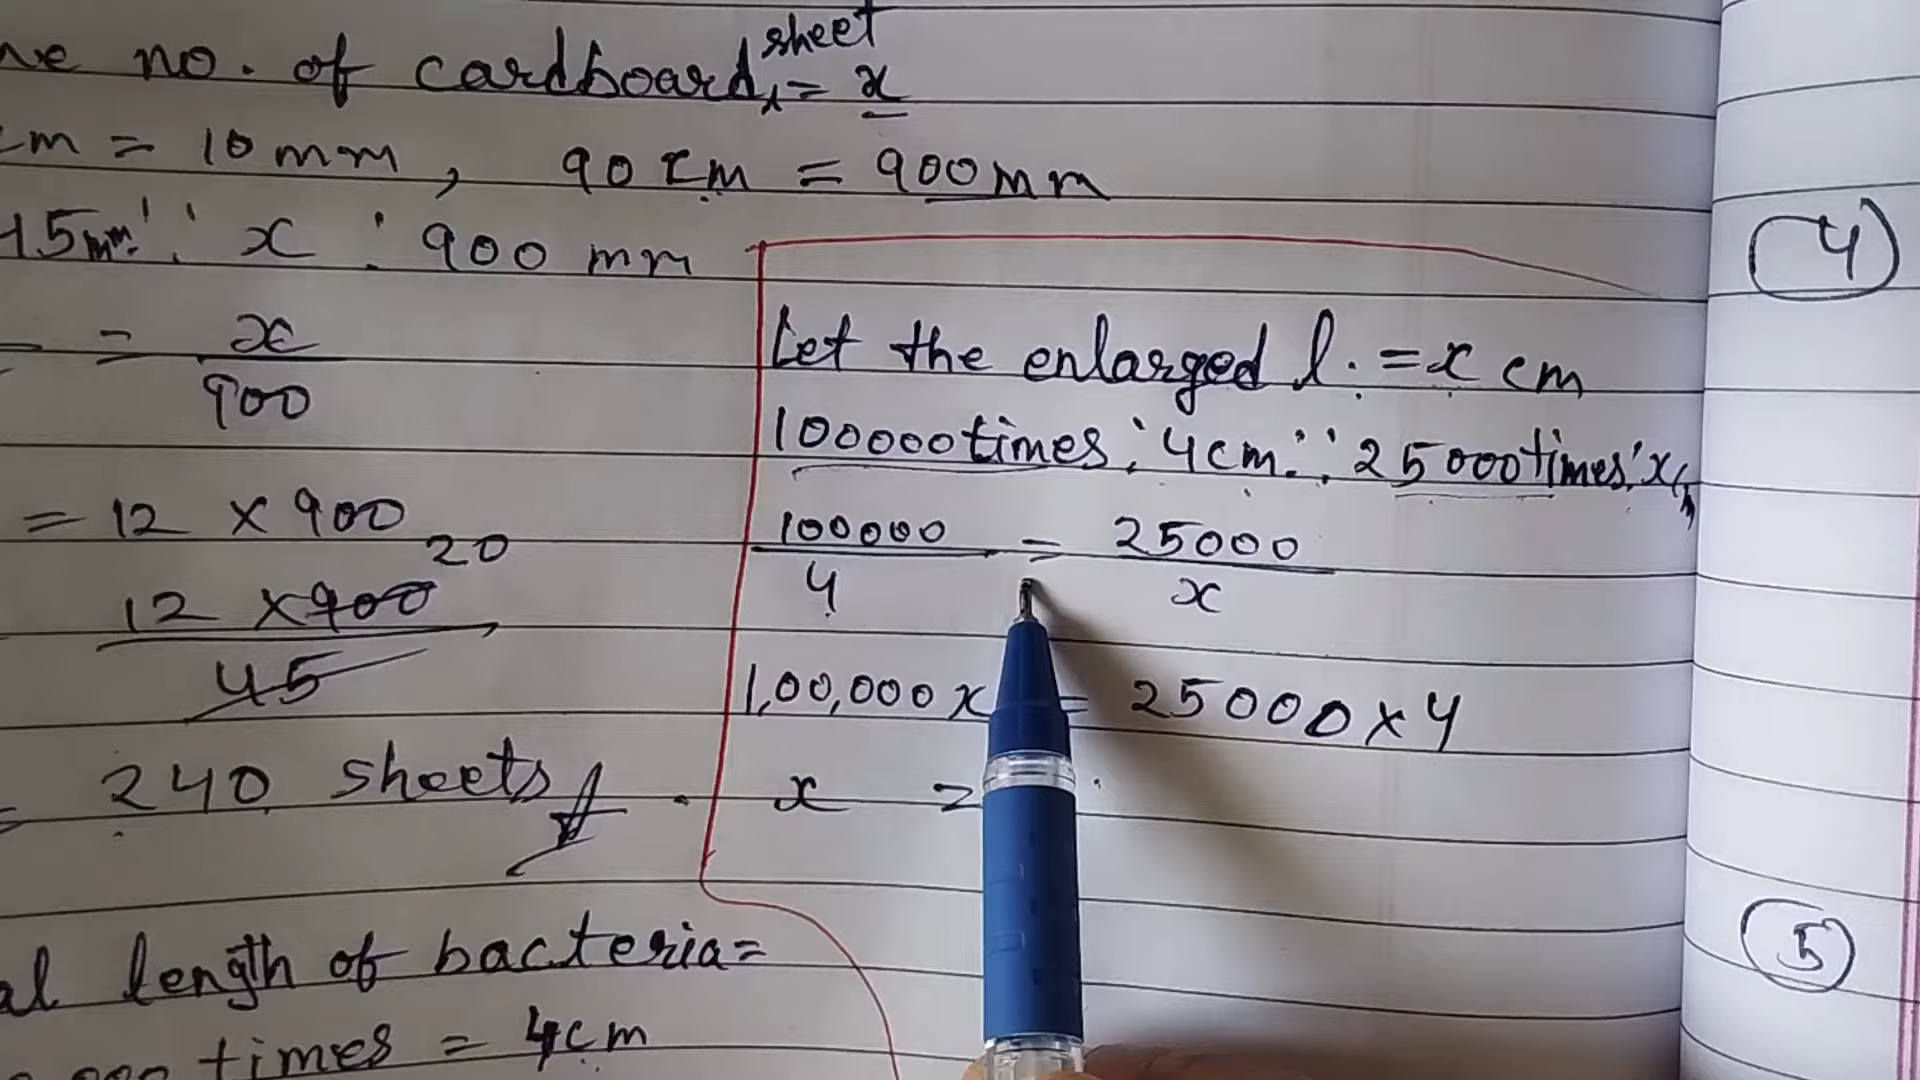 no. of cardboard sheet = x
= 10 mm, 90 cm = 900 mm
: : x : 900 mm
= x
900
= 12 × 900
12 × 900 20
45
240 sheets
length of bacteria =
times = 4cm
Let the enlarged l. = x cm
100000 times : 4cm :: 25000 times : x cm
100000 = 25000
4 x
1,00,000 x = 25000 × 4
x =
4
5